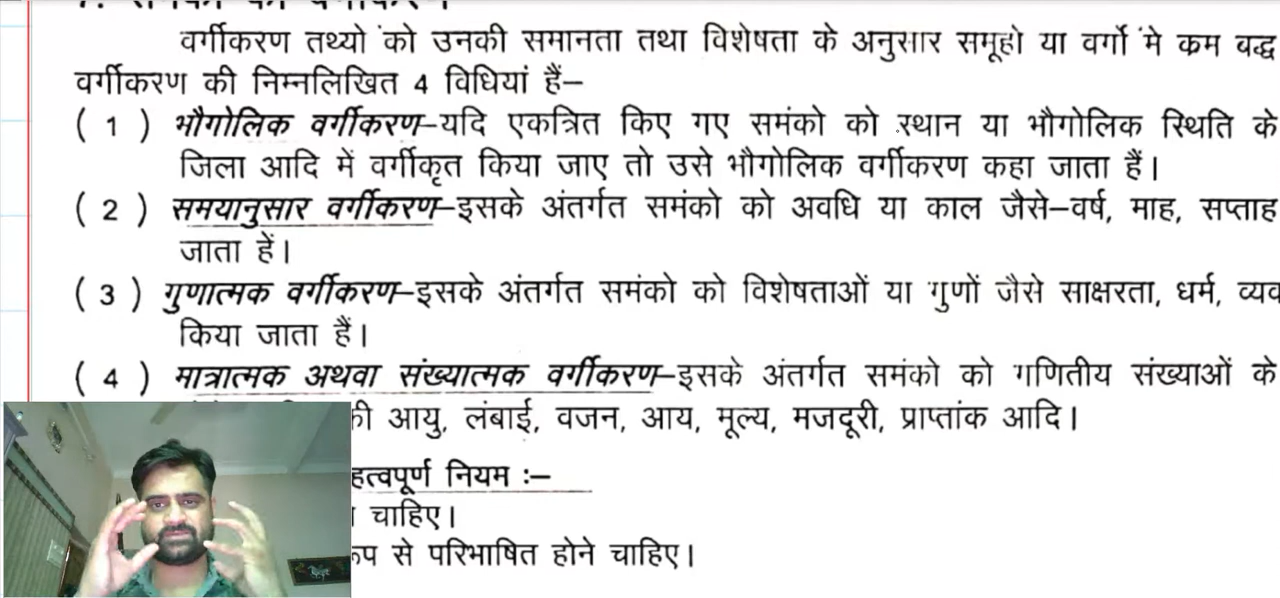 वर्गीकरण तथ्यो को उनकी समानता तथा विशेषता के अनुसार समूहो या वर्गो मे कम बद्ध
वर्गीकरण की निम्नलिखित 4 विधियां हैं–
( 1 ) भौगोलिक वर्गीकरण–यदि एकत्रित किए गए समंको को स्थान या भौगोलिक स्थिति के
जिला आदि में वर्गीकृत किया जाए तो उसे भौगोलिक वर्गीकरण कहा जाता हैं।
( 2 ) समयानुसार वर्गीकरण–इसके अंतर्गत समंको को अवधि या काल जैसे–वर्ष, माह, सप्ताह
जाता हें।
( 3 ) गुणात्मक वर्गीकरण–इसके अंतर्गत समंको को विशेषताओं या गुणों जैसे साक्षरता, धर्म,
किया जाता हैं।
( 4 ) मात्रात्मक अथवा संख्यात्मक वर्गीकरण–इसके अंतर्गत समंको को गणितीय संख्याओं के
की आयु, लंबाई, वजन, आय, मूल्य, मजदूरी, प्राप्तांक आदि।
नियम :–
चाहिए।
से परिभाषित होने चाहिए।